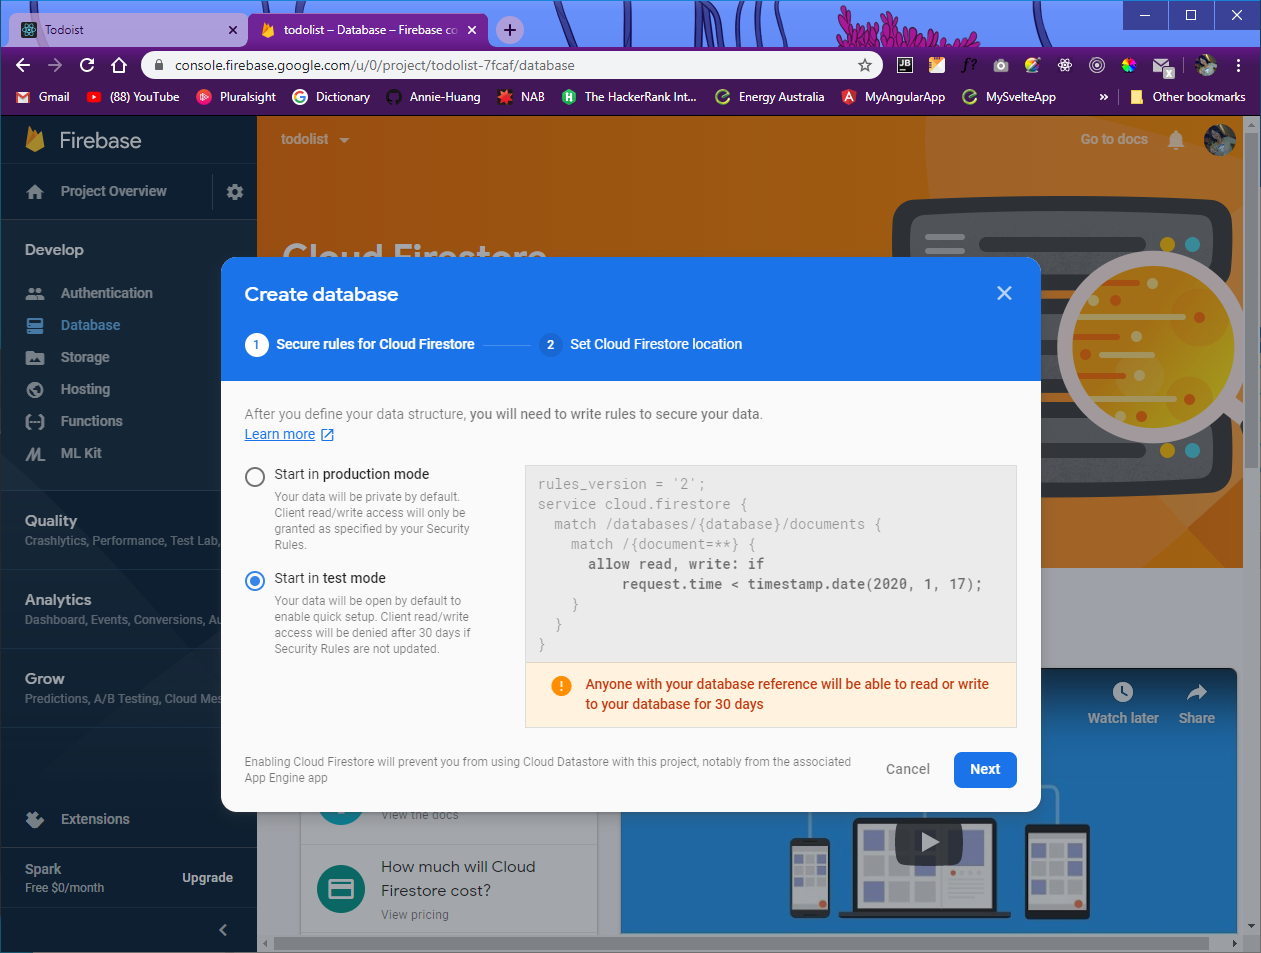 Todoist
todolist – Database – Firebase co
console.firebase.google.com/u/0/project/todolist-7fcaf/database
JB
f?
Gmail
(88) YouTube
Pluralsight
Dictionary
Annie-Huang
NAB
The HackerRank Int...
Energy Australia
MyAngularApp
MySvelteApp
»
Other bookmarks
Firebase
todolist
Go to docs
Project Overview
Cloud Firestore
Develop
Authentication
Database
Storage
Hosting
Functions
ML Kit
Quality
Crashlytics, Performance, Test Lab,
Analytics
Dashboard, Events, Conversions, Au
Grow
Predictions, A/B Testing, Cloud Mes
Extensions
Spark
Free $0/month
Upgrade
Create database
1 Secure rules for Cloud Firestore
2 Set Cloud Firestore location
After you define your data structure, you will need to write rules to secure your data.
Learn more
Start in production mode
Your data will be private by default.
Client read/write access will only be
granted as specified by your Security
Rules.
Start in test mode
Your data will be open by default to
enable quick setup. Client read/write
access will be denied after 30 days if
Security Rules are not updated.
rules_version = '2';
service cloud.firestore {
match /databases/{database}/documents {
match /{document=**} {
allow read, write: if
request.time < timestamp.date(2020, 1, 17);
}
}
}
Anyone with your database reference will be able to read or write
to your database for 30 days
Enabling Cloud Firestore will prevent you from using Cloud Datastore with this project, notably from the associated
App Engine app
Cancel
Next
Watch later
Share
View the docs
How much will Cloud
Firestore cost?
View pricing